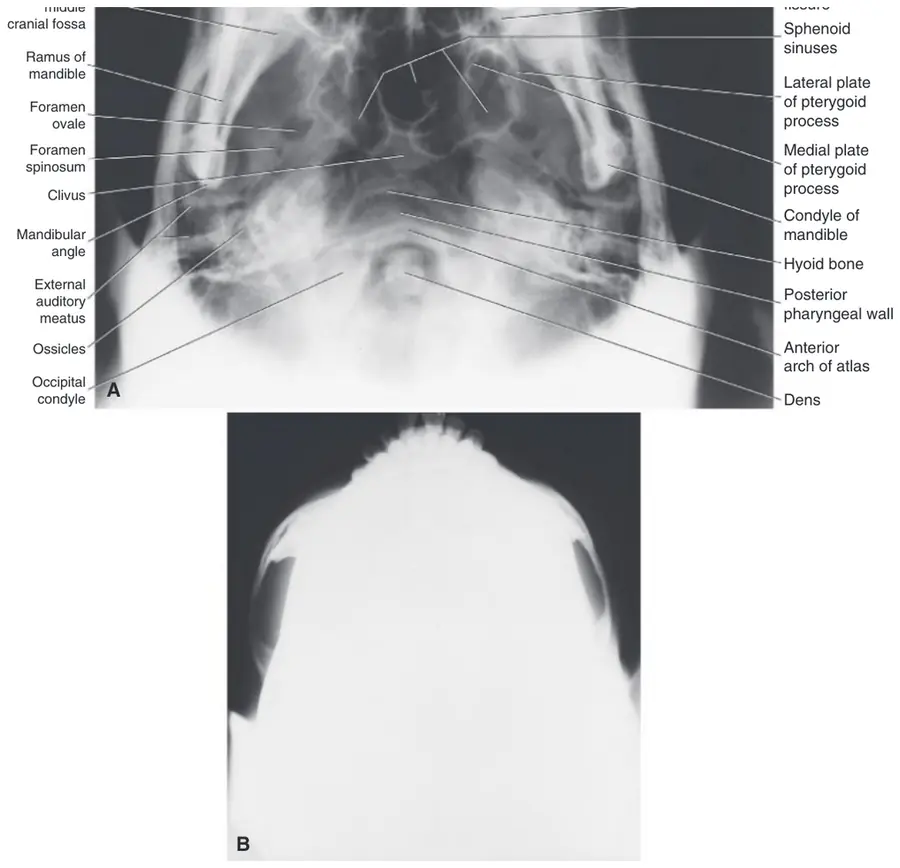 middle
cranial fossa
Ramus of
mandible
Foramen
ovale
Foramen
spinosum
Clivus
Mandibular
angle
External
auditory
meatus
Ossicles
Occipital
condyle
A
fissure
Sphenoid
sinuses
Lateral plate
of pterygoid
process
Medial plate
of pterygoid
process
Condyle of
mandible
Hyoid bone
Posterior
pharyngeal wall
Anterior
arch of atlas
Dens
B